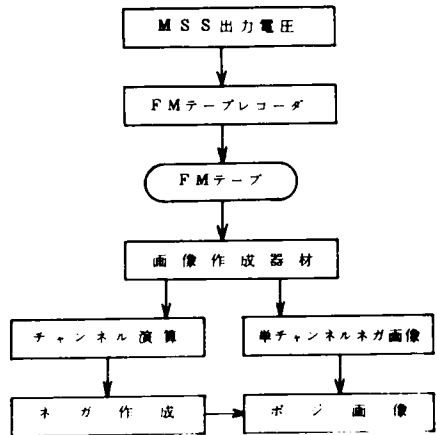 MSS出力電圧
FMテープレコーダ
FMテープ
画像作成器材
チャンネル演算
単チャンネルネガ画像
ネガ作成
ポジ画像